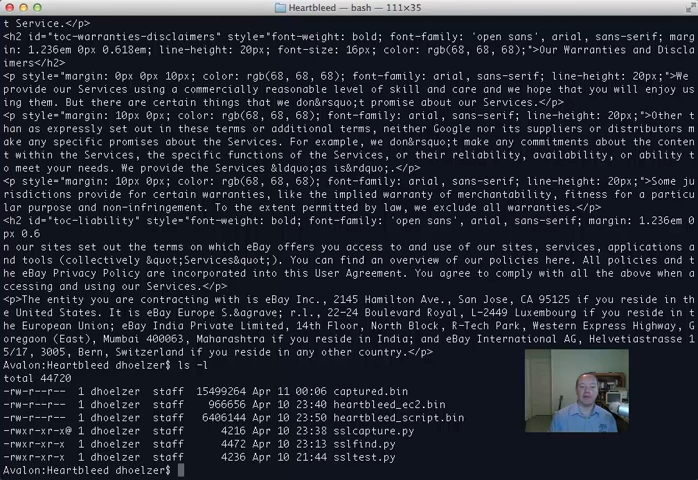 Heartbleed — bash — 111×35
t Service.</p>
<h2 id="toc-warranties-disclaimers" style="font-weight: bold; font-family: 'open sans', arial, sans-serif; marg
in: 1.236em 0px 0.618em; line-height: 20px; font-size: 16px; color: rgb(68, 68, 68);">Our Warranties and Discla
imers</h2>
<p style="margin: 0px 0px 10px; color: rgb(68, 68, 68); font-family: arial, sans-serif; line-height: 20px;">We
provide our Services using a commercially reasonable level of skill and care and we hope that you will enjoy us
ing them. But there are certain things that we don&rsquo;t promise about our Services.</p>
<p style="margin: 10px 0px; color: rgb(68, 68, 68); font-family: arial, sans-serif; line-height: 20px;">Other t
han as expressly set out in these terms or additional terms, neither Google nor its suppliers or distributors m
ake any specific promises about the Services. For example, we don&rsquo;t make any commitments about the conten
t within the Services, the specific functions of the Services, or their reliability, availability, or ability t
o meet your needs. We provide the Services &ldquo;as is&rdquo;.</p>
<p style="margin: 10px 0px; color: rgb(68, 68, 68); font-family: arial, sans-serif; line-height: 20px;">Some ju
risdictions provide for certain warranties, like the implied warranty of merchantability, fitness for a particu
lar purpose and non-infringement. To the extent permitted by law, we exclude all warranties.</p>
<h2 id="toc-liability" style="font-weight: bold; font-family: 'open sans', arial, sans-serif; margin: 1.236em 0
px 0.6
n our sites set out the terms on which eBay offers you access to and use of our sites, services, applications a
nd tools (collectively &quot;Services&quot;). You can find an overview of our policies here. All policies and t
he eBay Privacy Policy are incorporated into this User Agreement. You agree to comply with all the above when a
ccessing and using our Services.</p>
<p>The entity you are contracting with is eBay Inc., 2145 Hamilton Ave., San Jose, CA 95125 if you reside in th
e United States. It is eBay Europe S.&agrave; r.l., 22-24 Boulevard Royal, L-2449 Luxembourg if you reside in t
he European Union; eBay India Private Limited, 14th Floor, North Block, R-Tech Park, Western Express Highway, G
oregaon (East), Mumbai 400063, Maharashtra if you reside in India; and eBay International AG, Helvetiastrasse 1
5/17, 3005, Bern, Switzerland if you reside in any other country.</p>
Avalon:Heartbleed dhoelzer$ ls -l
total 44720
-rw-r--r-- 1 dhoelzer staff 15499264 Apr 11 00:06 captured.bin
-rw-r--r-- 1 dhoelzer staff 966656 Apr 10 23:40 heartbleed_ec2.bin
-rw-r--r-- 1 dhoelzer staff 6406144 Apr 10 23:50 heartbleed_script.bin
-rwxr-xr-x@ 1 dhoelzer staff 4216 Apr 10 23:38 sslcapture.py
-rwxr-xr-x 1 dhoelzer staff 4472 Apr 10 23:13 sslfind.py
-rwxr-xr-x 1 dhoelzer staff 4236 Apr 10 21:44 ssltest.py
Avalon:Heartbleed dhoelzer$